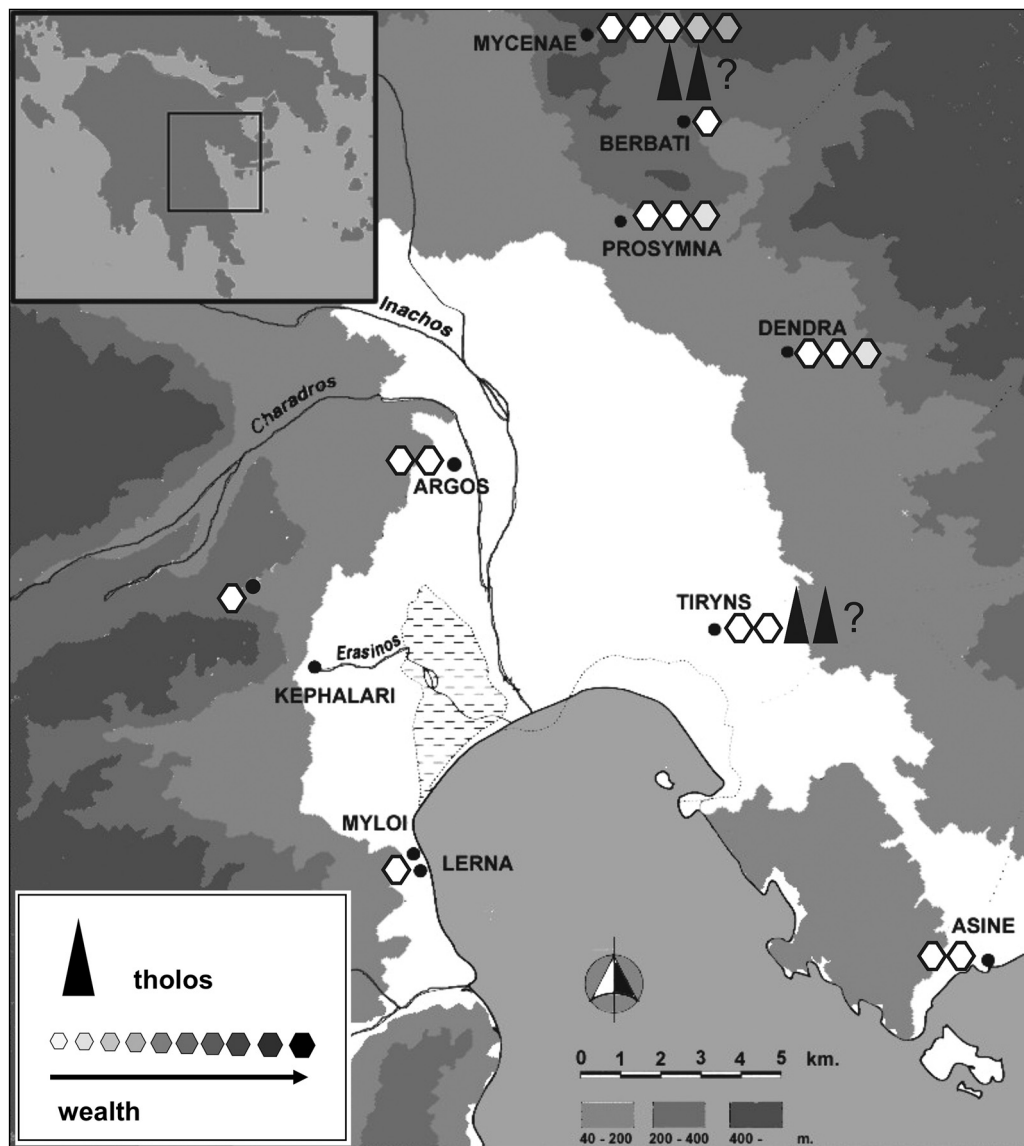 MYCENAE
?
BERBATI
PROSYMNA
Inachos
DENDRA
Charadros
ARGOS
TIRYNS
?
Erasinos
KEPHALARI
MYLOI
LERNA
ASINE
tholos
wealth
0 1 2 3 4 5 km.
40 - 200 200 - 400 400 - m.